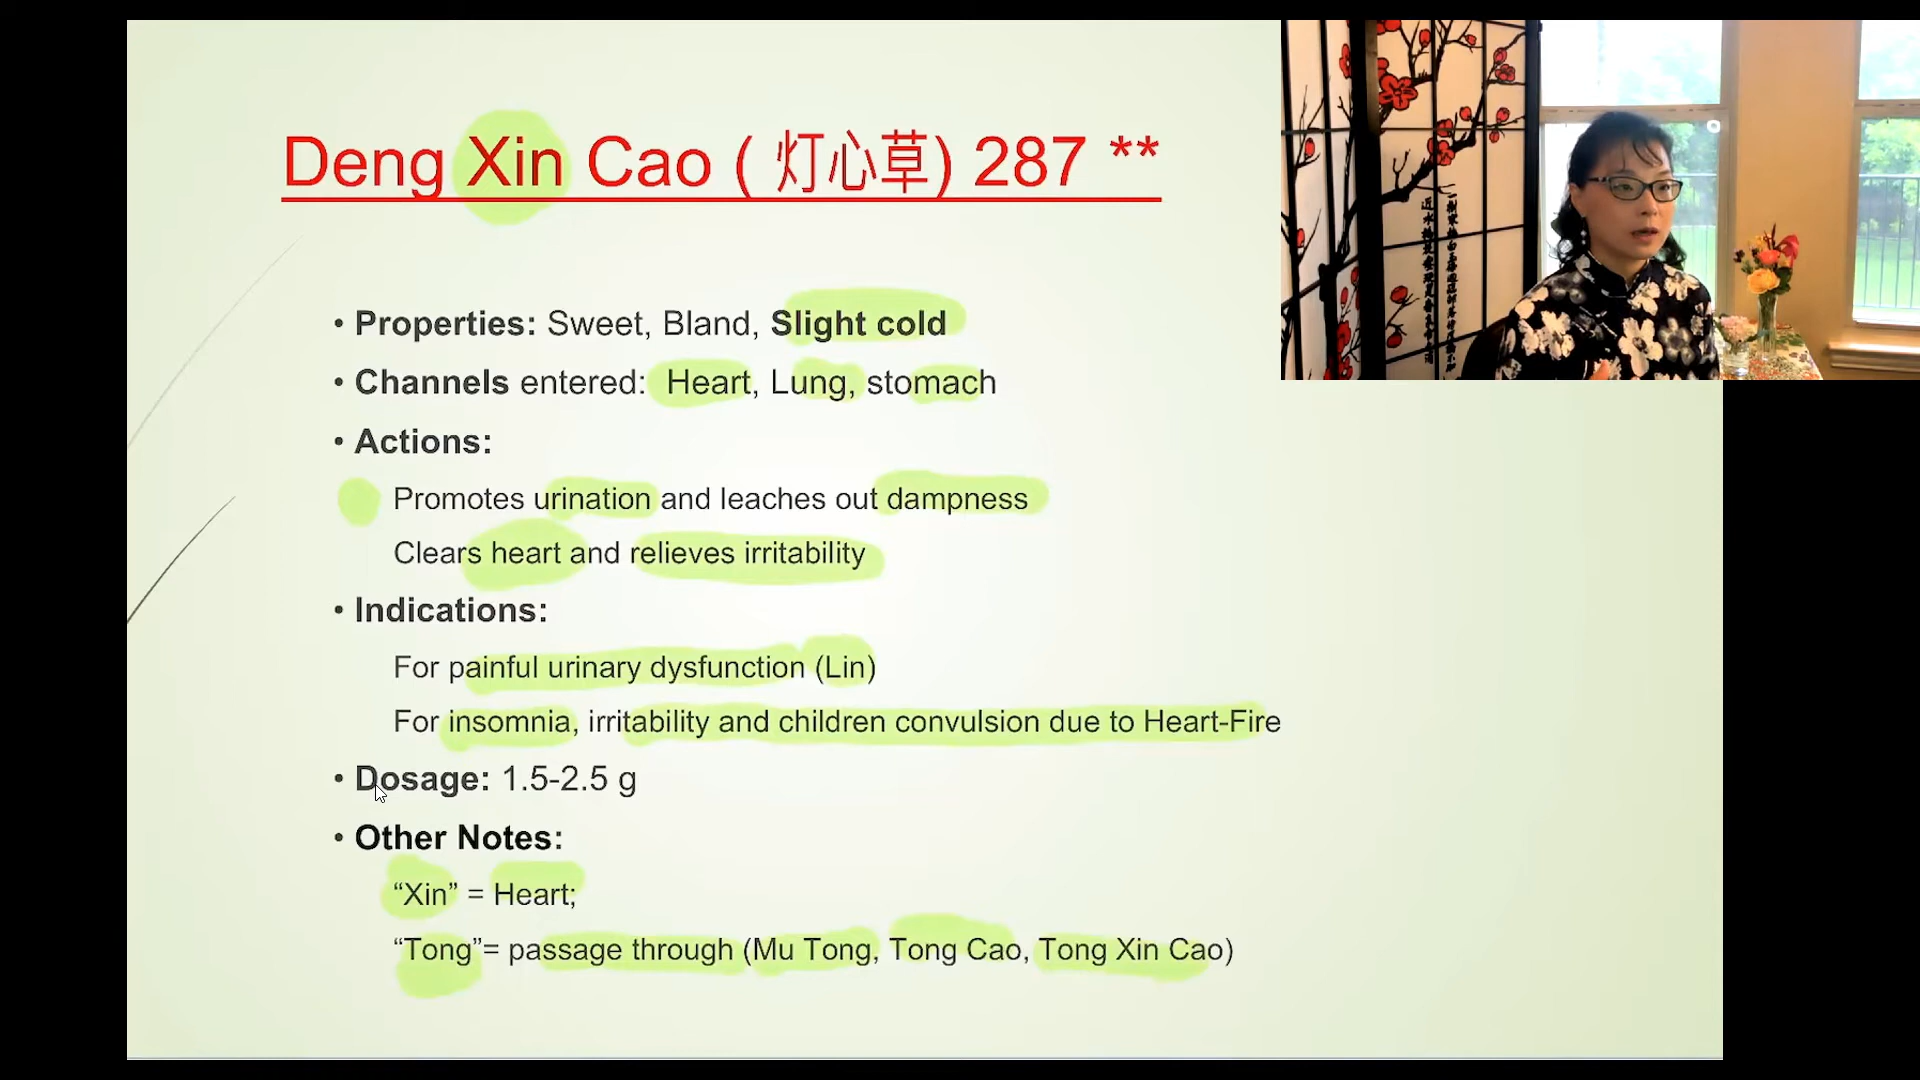 Deng Xin Cao ( 灯心草) 287 **
• Properties: Sweet, Bland, Slight cold
• Channels entered: Heart, Lung, stomach
• Actions:
Promotes urination and leaches out dampness
Clears heart and relieves irritability
• Indications:
For painful urinary dysfunction (Lin)
For insomnia, irritability and children convulsion due to Heart-Fire
• Dosage: 1.5-2.5 g
• Other Notes:
“Xin” = Heart;
“Tong”= passage through (Mu Tong, Tong Cao, Tong Xin Cao)